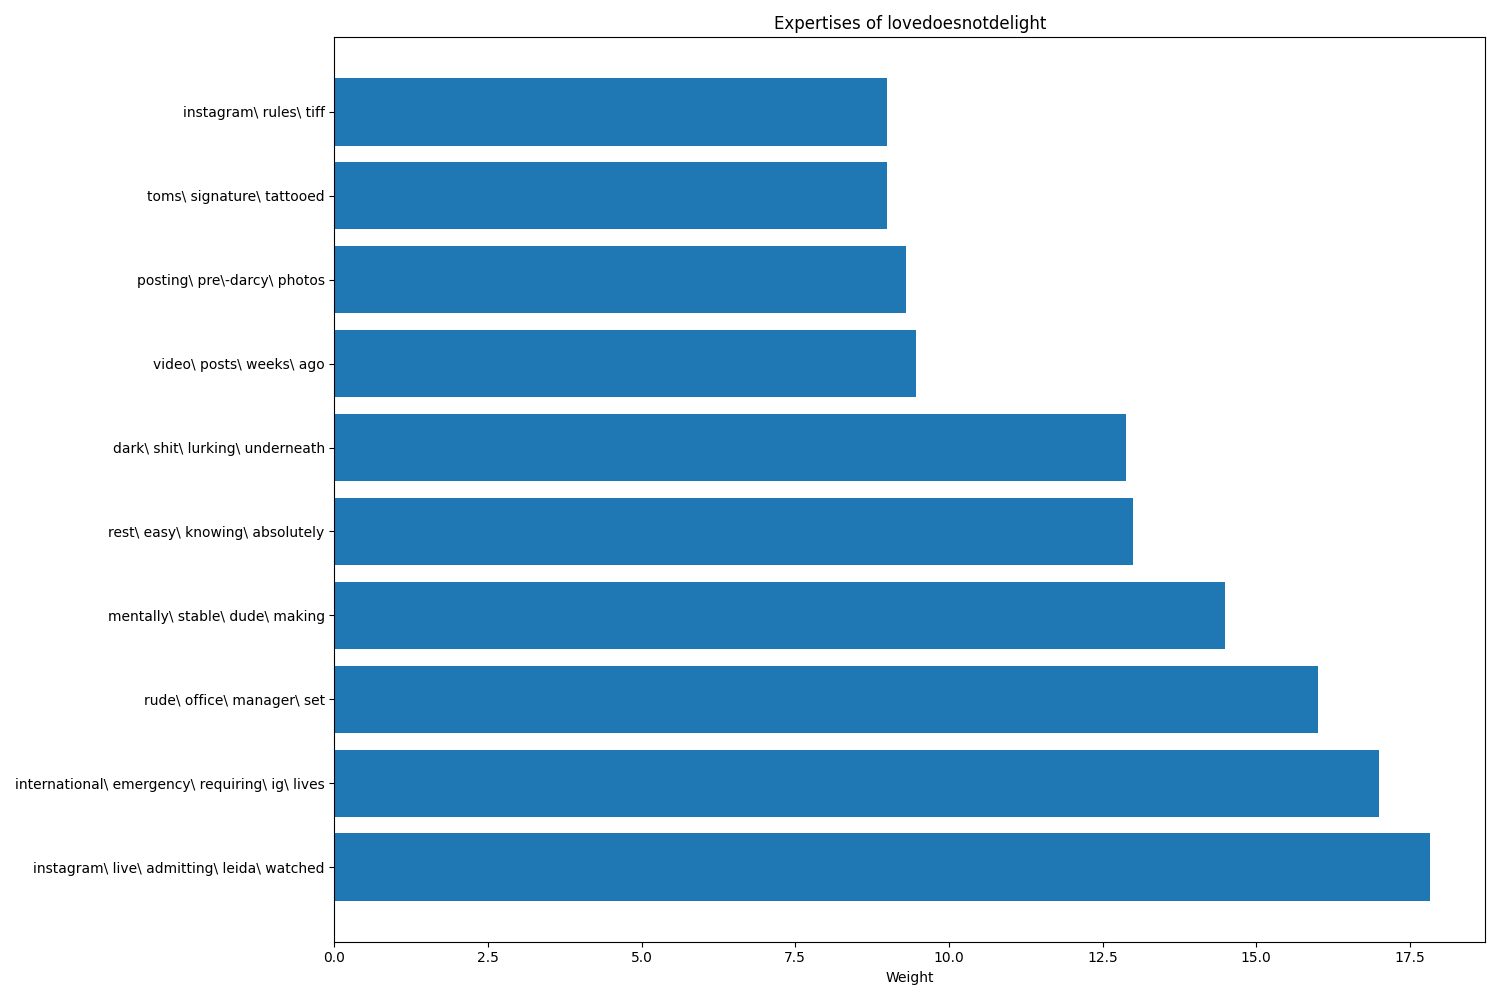 Expertises of lovedoesnotdelight
instagram\ rules\ tiff
toms\ signature\ tattooed
posting\ pre\-darcy\ photos
video\ posts\ weeks\ ago
dark\ shit\ lurking\ underneath
rest\ easy\ knowing\ absolutely
mentally\ stable\ dude\ making
rude\ office\ manager\ set
international\ emergency\ requiring\ ig\ lives
instagram\ live\ admitting\ leida\ watched
0.0 2.5 5.0 7.5 10.0 12.5 15.0 17.5
Weight